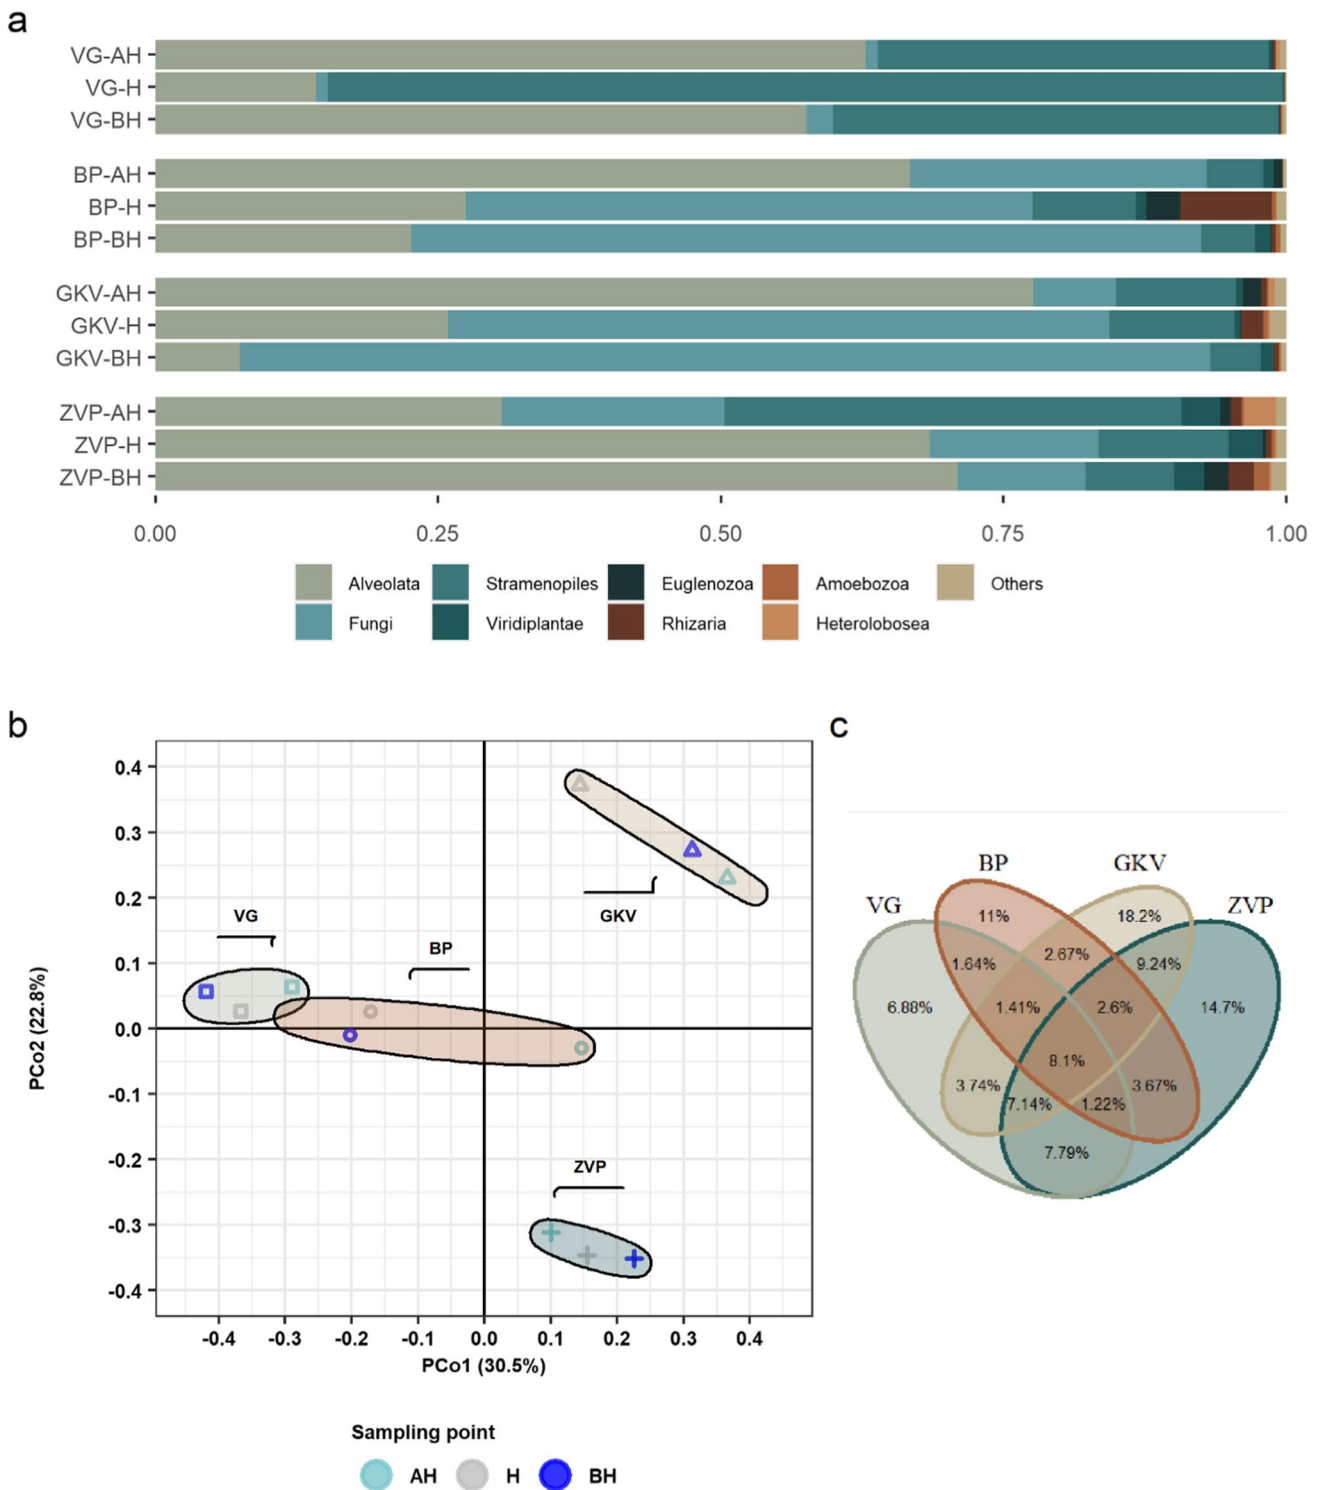 a
VG-AH
VG-H
VG-BH
BP-AH
BP-H
BP-BH
GKV-AH
GKV-H
GKV-BH
ZVP-AH
ZVP-H
ZVP-BH
0.00 0.25 0.50 0.75 1.00
Alveolata Stramenopiles Euglenozoa Amoebozoa Others
Fungi Viridiplantae Rhizaria Heterolobosea
b
0.4
0.3
0.2
0.1
0.0
-0.1
-0.2
-0.3
-0.4
PCo2 (22.8%)
VG
BP
GKV
ZVP
-0.4 -0.3 -0.2 -0.1 0.0 0.1 0.2 0.3 0.4
PCo1 (30.5%)
Sampling point
AH H BH
c
BP GKV
VG ZVP
11% 18.2%
1.64% 2.67% 9.24%
6.88% 1.41% 2.6% 14.7%
8.1%
3.74% 3.67%
7.14% 1.22%
7.79%